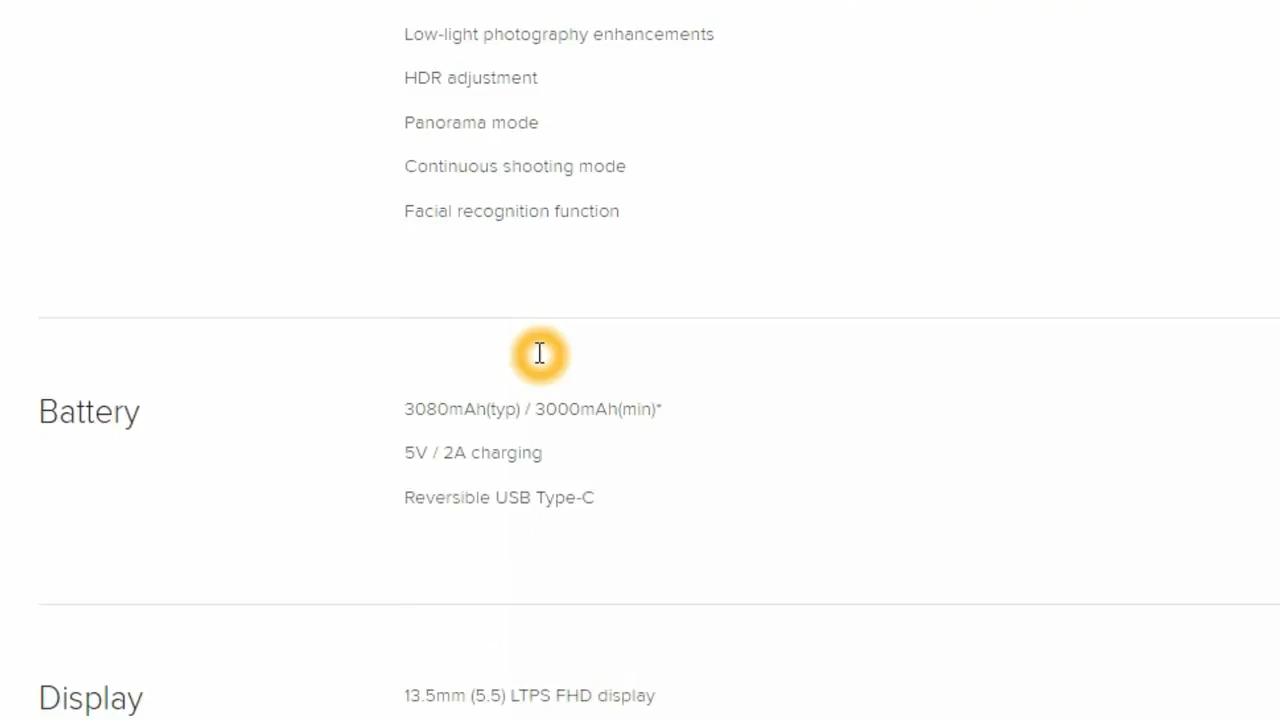 Low-light photography enhancements
HDR adjustment
Panorama mode
Continuous shooting mode
Facial recognition function
Battery
3080mAh(typ) / 3000mAh(min)*
5V / 2A charging
Reversible USB Type-C
Display
13.5mm (5.5) LTPS FHD display